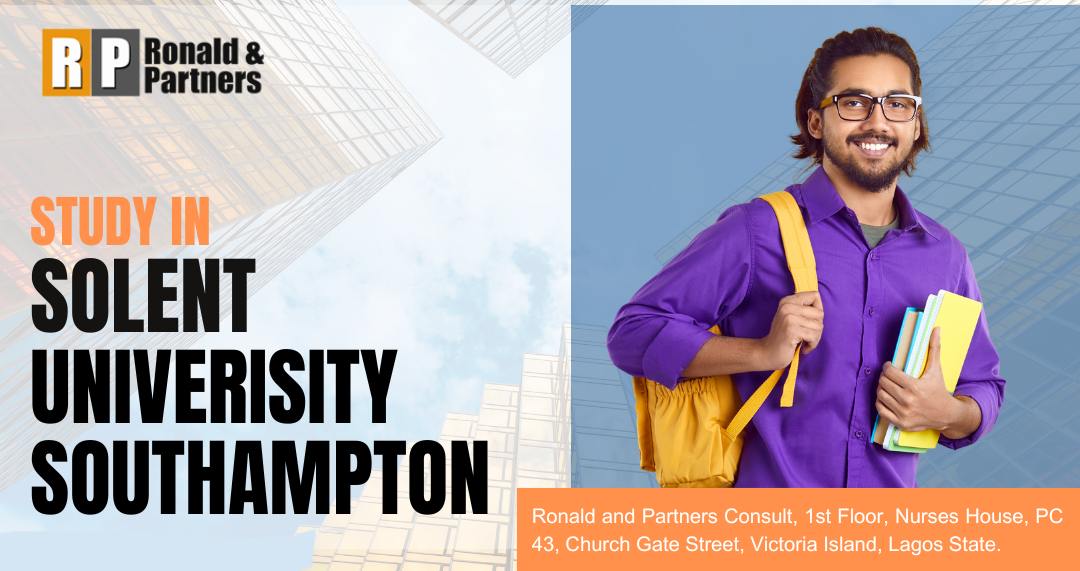 RP Ronald &
Partners
STUDY IN
SOLENT
UNIVERISITY
SOUTHAMPTON
Ronald and Partners Consult, 1st Floor, Nurses House, PC
43, Church Gate Street, Victoria Island, Lagos State.